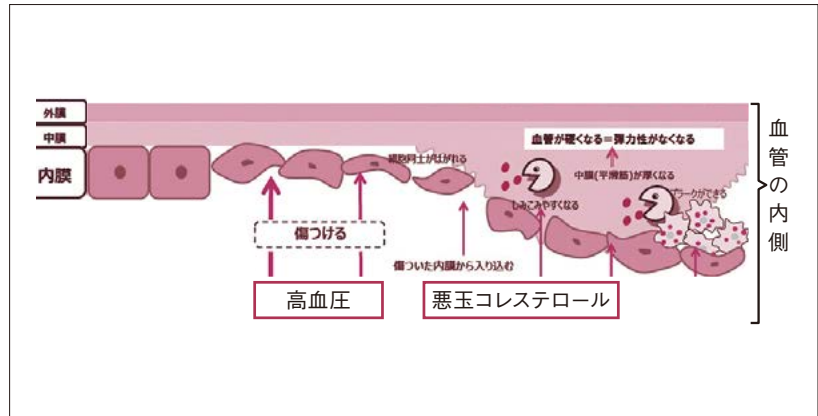 外膜
中膜
内膜
細胞同士がはがれる
血管が硬くなる＝弾力性がなくなる
中膜(平滑筋)が厚くなる
しみこみやすくなる
プラークができる
傷つける
傷ついた内膜から入り込む
高血圧
悪玉コレステロール
血管の内側